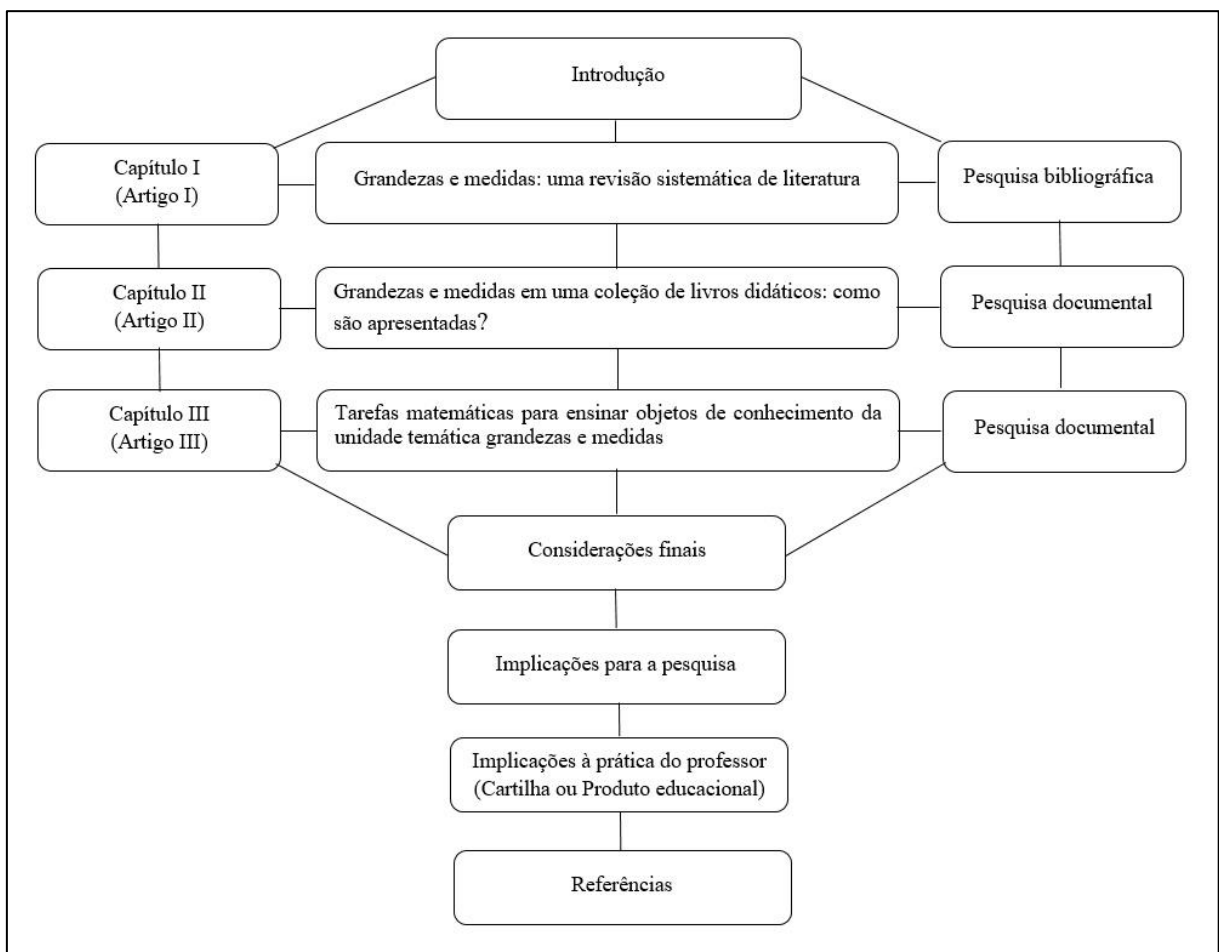 Introdução
Capítulo I
(Artigo I)
Grandezas e medidas: uma revisão sistemática de literatura
Pesquisa bibliográfica
Capítulo II
(Artigo II)
Grandezas e medidas em uma coleção de livros didáticos: como
são apresentadas?
Pesquisa documental
Capítulo III
(Artigo III)
Tarefas matemáticas para ensinar objetos de conhecimento da
unidade temática grandezas e medidas
Pesquisa documental
Considerações finais
Implicações para a pesquisa
Implicações à prática do professor
(Cartilha ou Produto educacional)
Referências